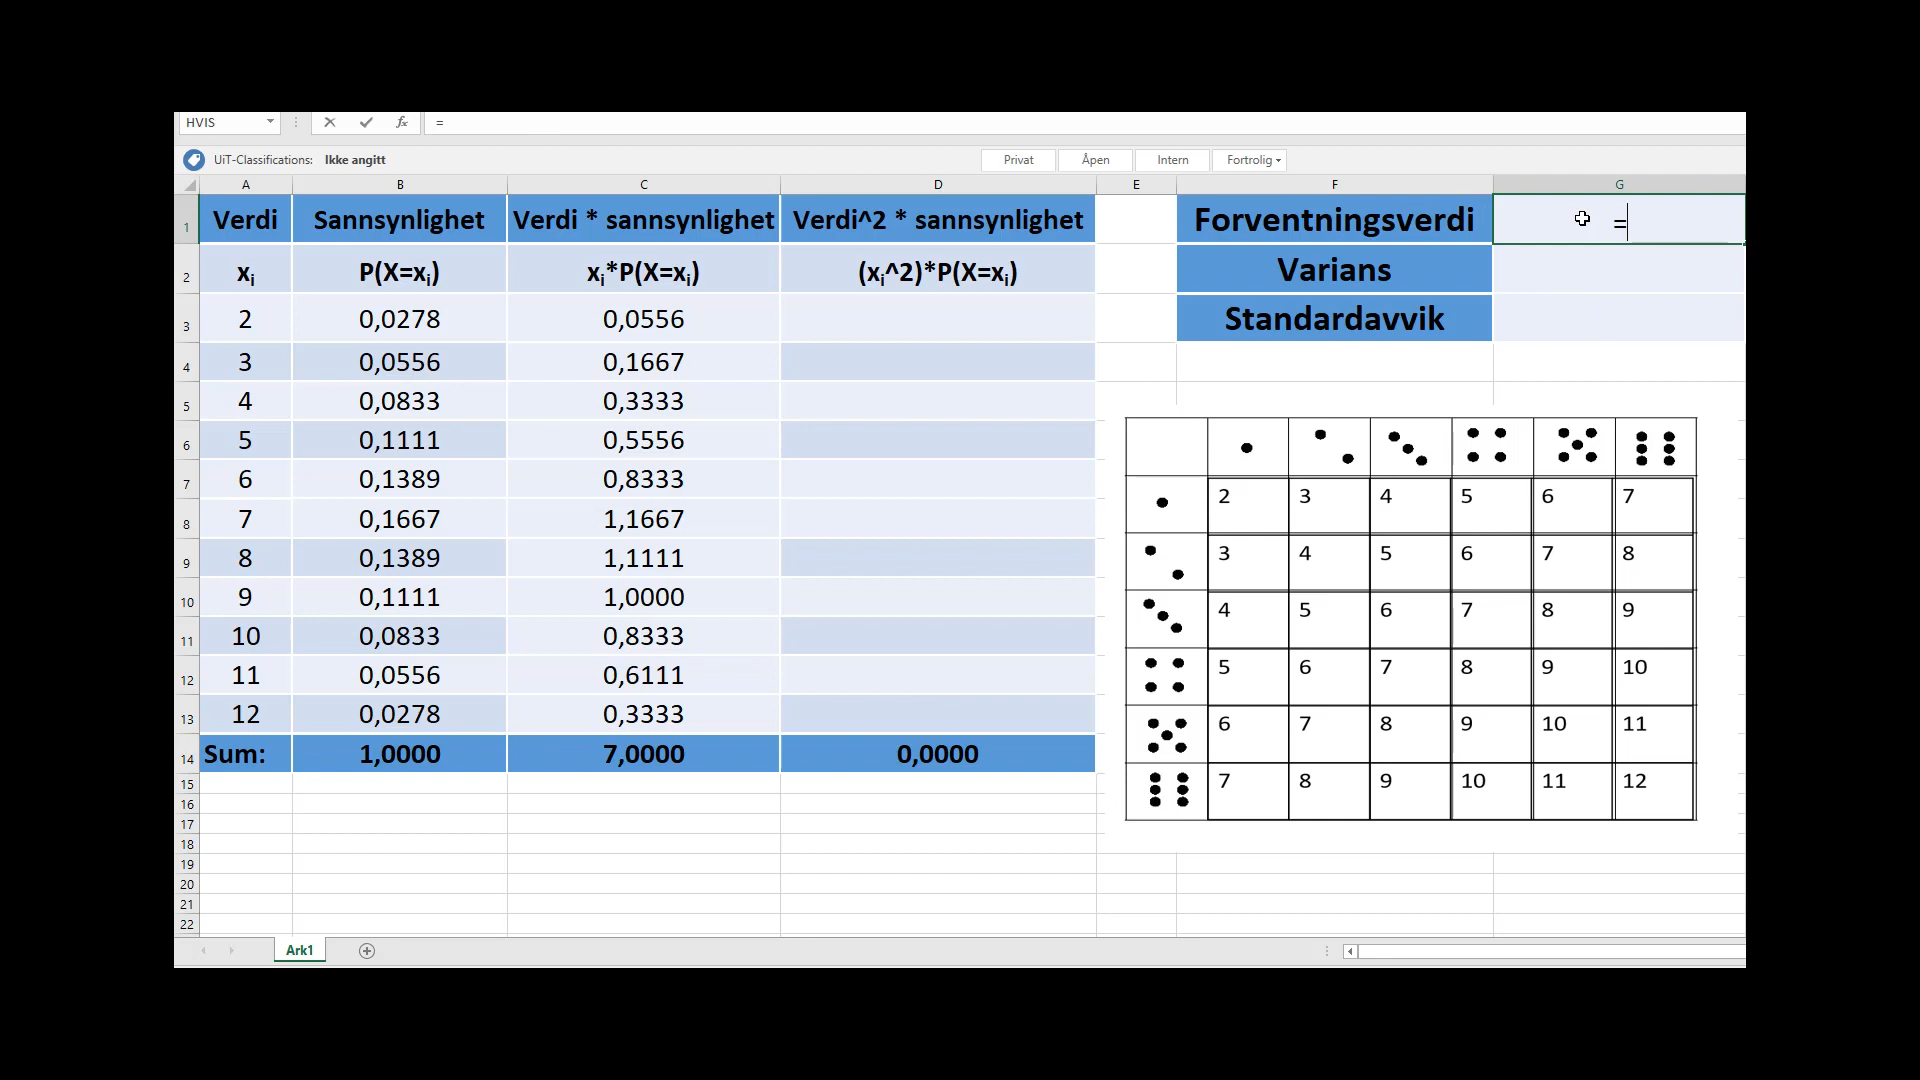 HVIS =
UiT-Classifications: Ikke angitt Privat Åpen Intern Fortrolig
A B C D E F G
1 Verdi Sannsynlighet Verdi * sannsynlighet Verdi^2 * sannsynlighet Forventningsverdi =
2 xi P(X=xi) xi*P(X=xi) (xi^2)*P(X=xi) Varians
3 2 0,0278 0,0556 Standardavvik
4 3 0,0556 0,1667
5 4 0,0833 0,3333
6 5 0,1111 0,5556
7 6 0,1389 0,8333
8 7 0,1667 1,1667
9 8 0,1389 1,1111
10 9 0,1111 1,0000
11 10 0,0833 0,8333
12 11 0,0556 0,6111
13 12 0,0278 0,3333
14 Sum: 1,0000 7,0000 0,0000
15
16
17
18
19
20
21
22
2 3 4 5 6 7
3 4 5 6 7 8
4 5 6 7 8 9
5 6 7 8 9 10
6 7 8 9 10 11
7 8 9 10 11 12
Ark1